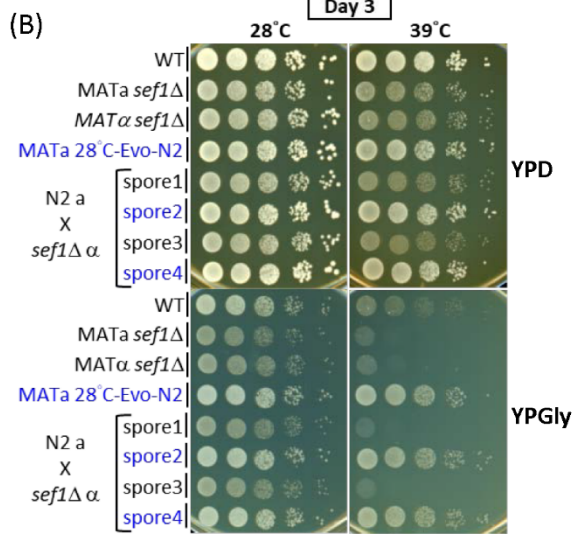 (B)
Day 3
28°C 39°C
WT
MATa sef1Δ
MATα sef1Δ
MATa 28°C-Evo-N2
N2 a
X
sef1Δ α
spore1
spore2
spore3
spore4
YPD
WT
MATa sef1Δ
MATα sef1Δ
MATa 28°C-Evo-N2
N2 a
X
sef1Δ α
spore1
spore2
spore3
spore4
YPGly